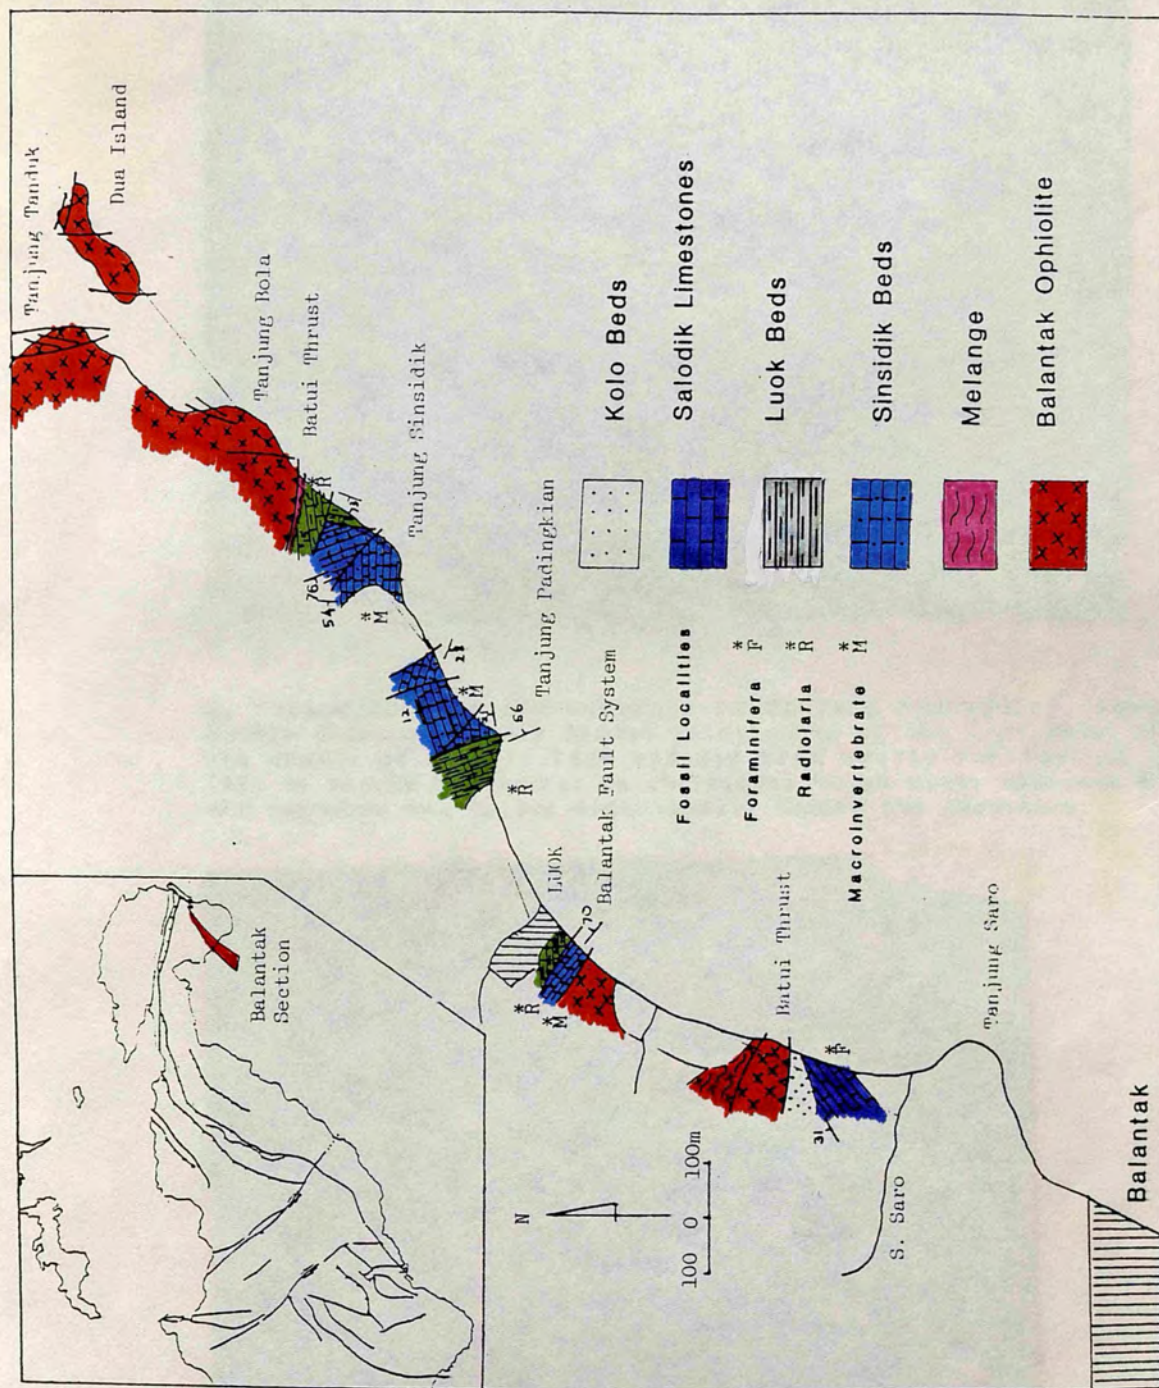 Tanjung Tanduk
Dua Island
Tanjung Bola
Batui Thrust
Tanjung Sinsidik
Tanjung Padingkian
Balantak Fault System
LUOK
Batui Thrust
Tanjung Saro
S. Saro
Balantak
Balantak
Section
N
100 0 100m
Kolo Beds
Salodik Limestones
Luok Beds
Sinsidik Beds
Melange
Balantak Ophiolite
Fossil Localities
Foraminifera * F
Radiolaria * R
Macroinvertebrate * M
* R
76
54
* M
28
12
* M
66
* R
70
* R
* M
* F
31